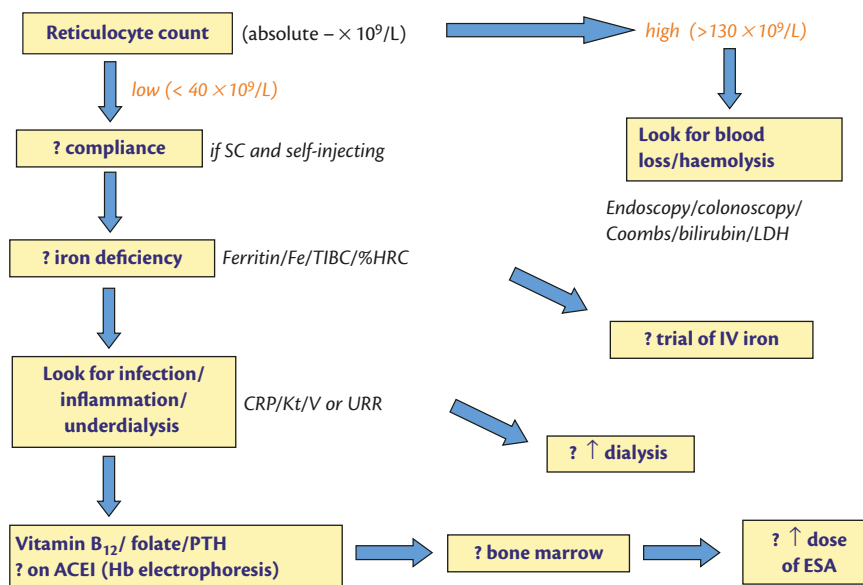 Reticulocyte count (absolute – × 10⁹/L) high (>130 ×10⁹/L)
low (< 40 ×10⁹/L)
? compliance if SC and self-injecting
Look for blood
loss/haemolysis
Endoscopy/colonoscopy/
Coombs/bilirubin/LDH
? iron deficiency Ferritin/Fe/TIBC/%HRC
? trial of IV iron
Look for infection/
inflammation/
underdialysis
CRP/Kt/V or URR
? ↑ dialysis
Vitamin B₁₂/ folate/PTH
? on ACEI (Hb electrophoresis)
? bone marrow
? ↑ dose
of ESA